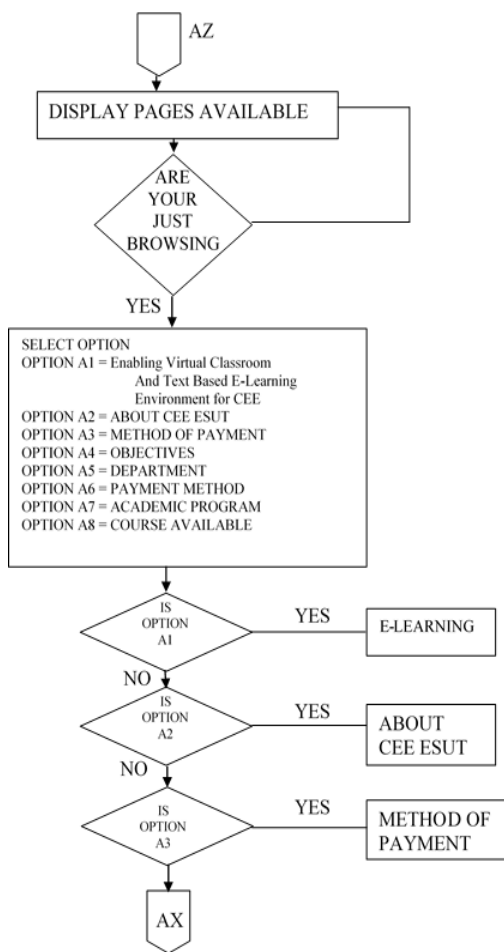 AZ
DISPLAY PAGES AVAILABLE
ARE
YOUR
JUST
BROWSING
YES
SELECT OPTION
OPTION A1 = Enabling Virtual Classroom
And Text Based E-Learning
Environment for CEE
OPTION A2 = ABOUT CEE ESUT
OPTION A3 = METHOD OF PAYMENT
OPTION A4 = OBJECTIVES
OPTION A5 = DEPARTMENT
OPTION A6 = PAYMENT METHOD
OPTION A7 = ACADEMIC PROGRAM
OPTION A8 = COURSE AVAILABLE
IS
OPTION
A1
YES
E-LEARNING
NO
IS
OPTION
A2
YES
ABOUT
CEE ESUT
NO
IS
OPTION
A3
YES
METHOD OF
PAYMENT
AX